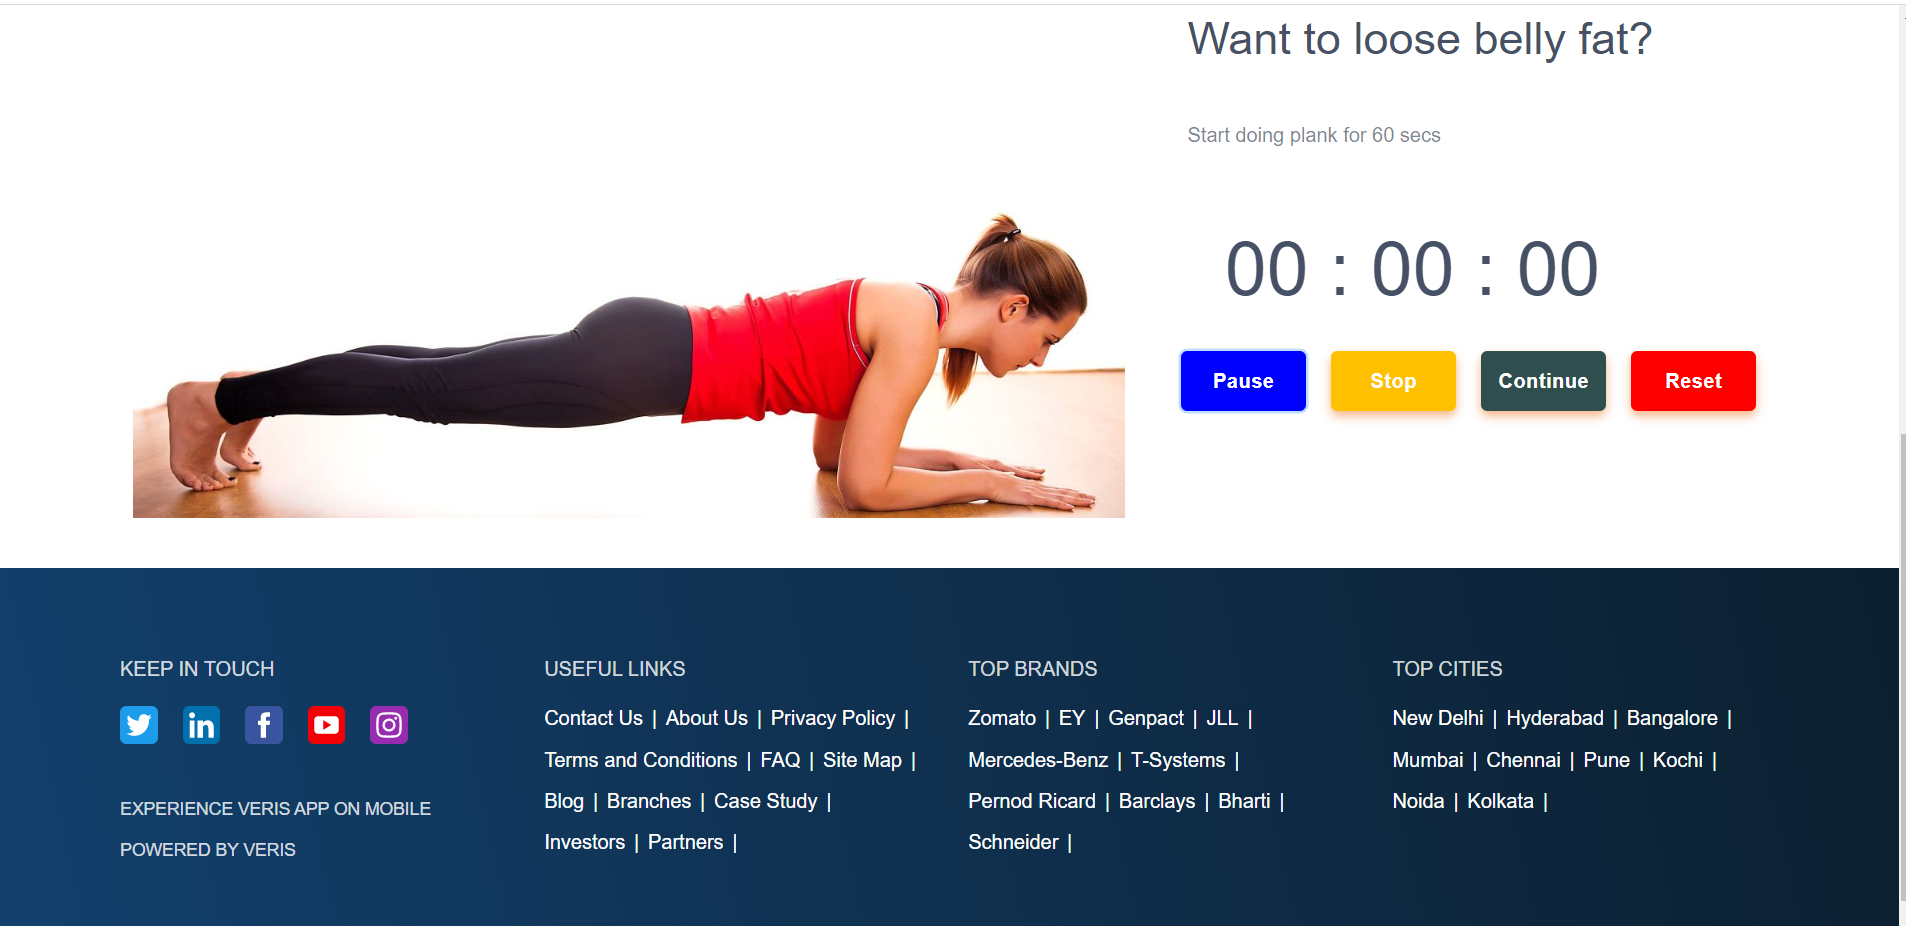 Want to loose belly fat?
Start doing plank for 60 secs
00 : 00 : 00
Pause Stop Continue Reset
KEEP IN TOUCH
EXPERIENCE VERIS APP ON MOBILE
POWERED BY VERIS
USEFUL LINKS
Contact Us | About Us | Privacy Policy |
Terms and Conditions | FAQ | Site Map |
Blog | Branches | Case Study |
Investors | Partners |
TOP BRANDS
Zomato | EY | Genpact | JLL |
Mercedes-Benz | T-Systems |
Pernod Ricard | Barclays | Bharti |
Schneider |
TOP CITIES
New Delhi | Hyderabad | Bangalore |
Mumbai | Chennai | Pune | Kochi |
Noida | Kolkata |